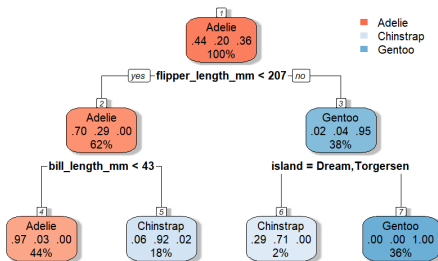 1
Adelie
.44 .20 .36
100%
Adelie
Chinstrap
Gentoo
yes flipper_length_mm < 207 no
2
Adelie
.70 .29 .00
62%
3
Gentoo
.02 .04 .95
38%
bill_length_mm < 43
island = Dream,Torgersen
4
Adelie
.97 .03 .00
44%
5
Chinstrap
.06 .92 .02
18%
6
Chinstrap
.29 .71 .00
2%
7
Gentoo
.00 .00 1.00
36%